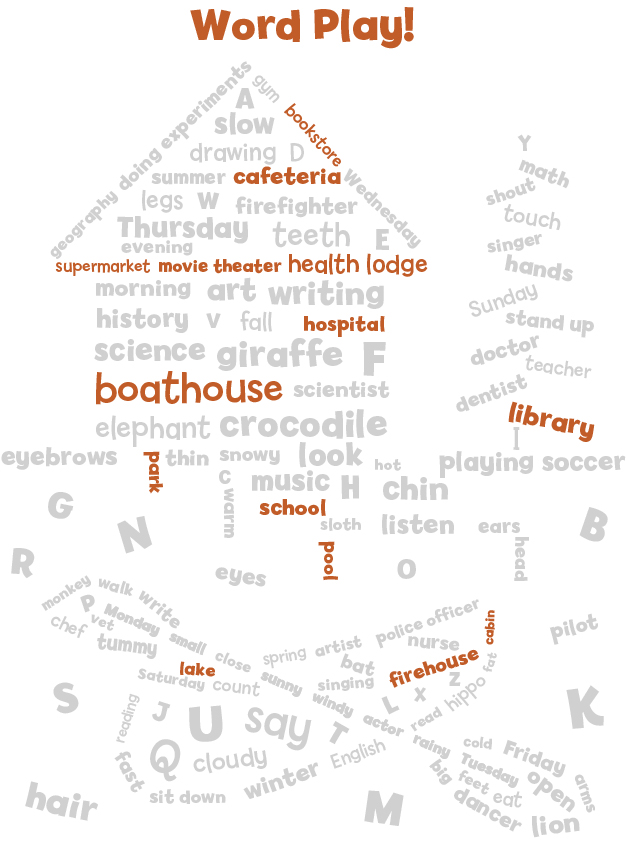 Word Play!
geography doing experiments
gym
A
slow
bookstore
drawing D
summer cafeteria
Wednesday
legs W firefighter
Thursday teeth E
evening
supermarket movie theater health lodge
morning art writing
history V fall hospital
science giraffe F
boathouse scientist
elephant crocodile
Y
math
shout
touch
singer
hands
Sunday
stand up
doctor
teacher
dentist
library
I
eyebrows park thin snowy look hot playing soccer
C music H chin
warm
school
sloth listen ears
G
N
B
R
pool
head
eyes
O
monkey walk write
P Monday small close sunny windy actor rainy
chef vet
tummy
spring artist police officer
nurse
cabin
pilot
lake
bat
firehouse
fat
Saturday count
singing
Z
S
reading
J
U
say
T
L X
read hippo
K
Q
cloudy
English
cold Friday
fast
winter
big
Tuesday
open
arms
sit down
feet
eat
hair
M
dancer
lion